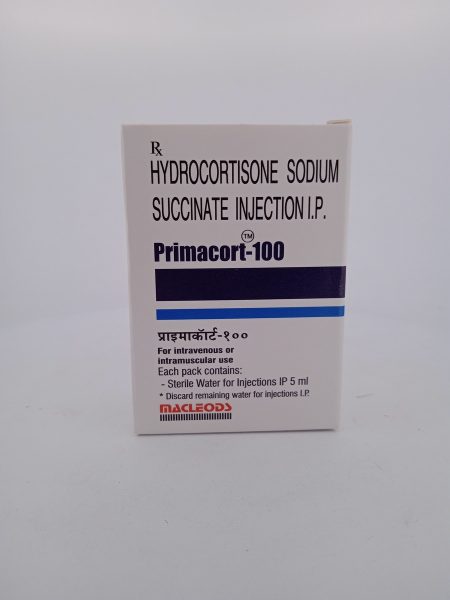 Rx
HYDROCORTISONE SODIUM
SUCCINATE INJECTION I.P.
Primacort™-100
प्राइमाकॉर्ट-१००
For intravenous or
intramuscular use
Each pack contains:
- Sterile Water for Injections IP 5 ml
* Discard remaining water for injections I.P.
MACLEODS